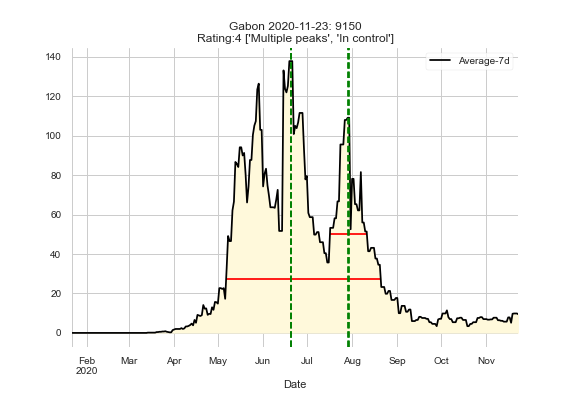 Gabon 2020-11-23: 9150
Rating:4 ['Multiple peaks', 'In control']
Average-7d
140
120
100
80
60
40
20
0
Feb Mar Apr May Jun Jul Aug Sep Oct Nov
2020
Date